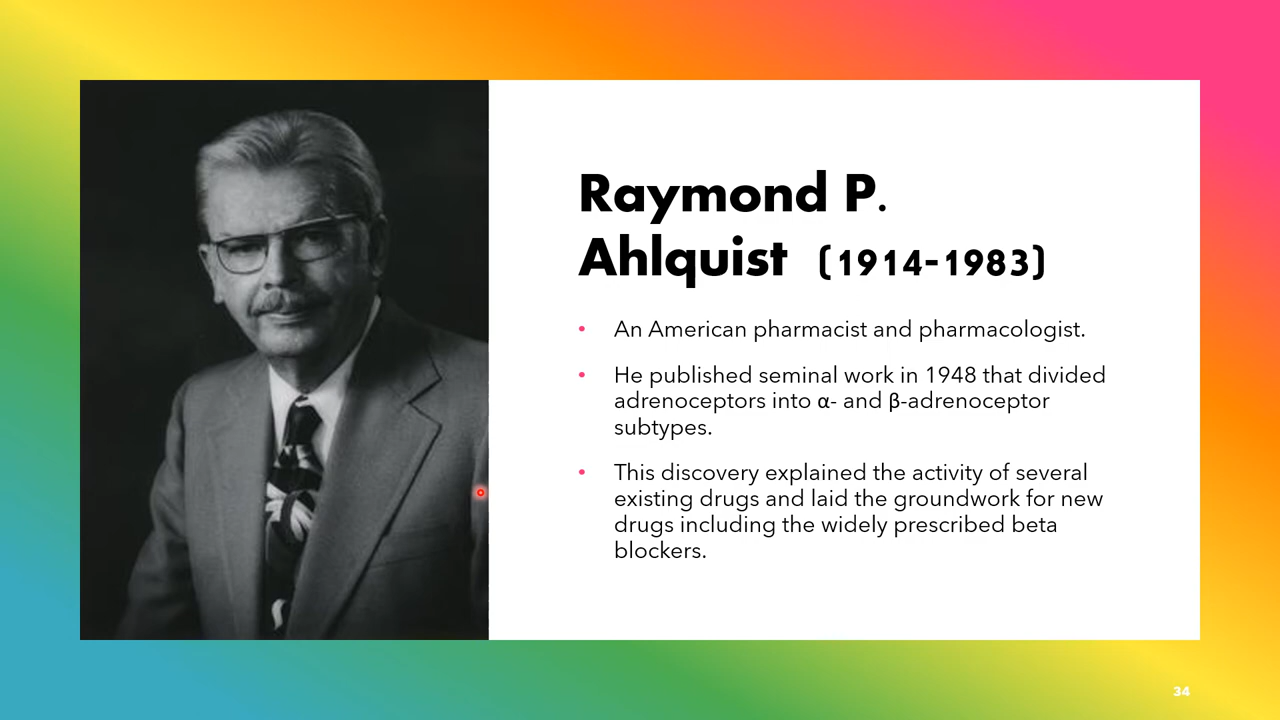 Raymond P.
Ahlquist (1914-1983)
• An American pharmacist and pharmacologist.
• He published seminal work in 1948 that divided
adrenoceptors into α- and β-adrenoceptor
subtypes.
• This discovery explained the activity of several
existing drugs and laid the groundwork for new
drugs including the widely prescribed beta
blockers.
34